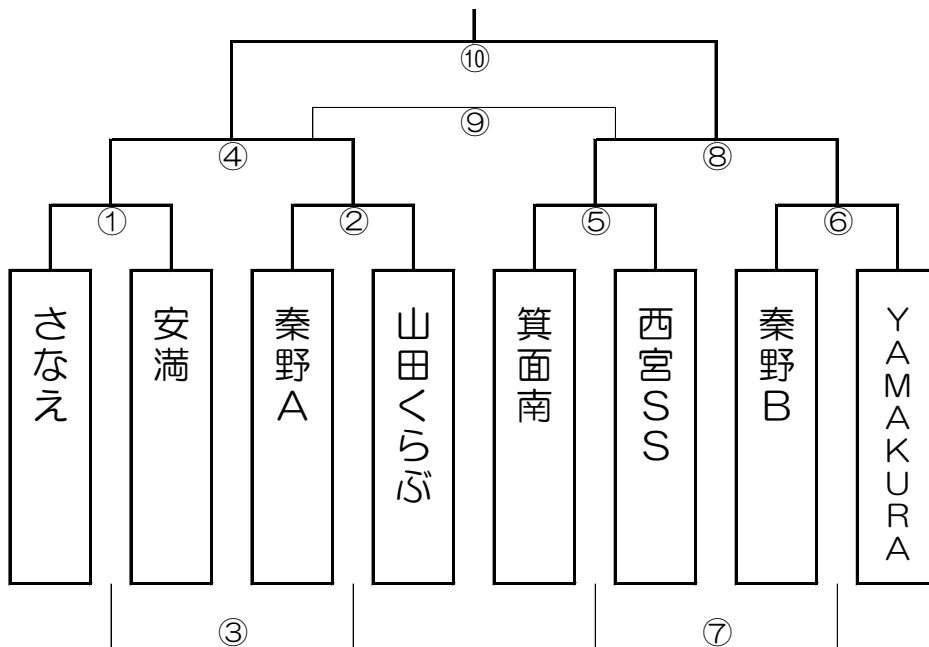 ⑩
⑨
④
⑧
①
②
⑤
⑥
さなえ
安満
秦野A
山田くらぶ
箕面南
西宮SS
秦野B
YAMAKURA
③
⑦